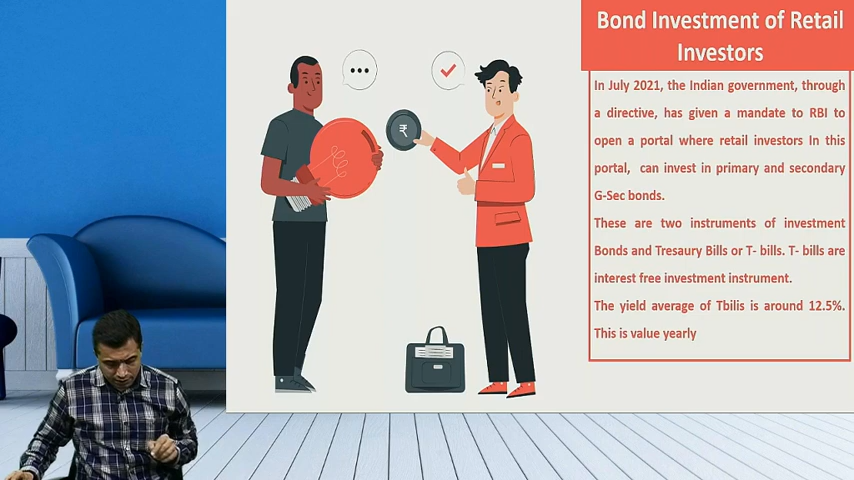 Bond Investment of Retail
Investors
In July 2021, the Indian government, through
a directive, has given a mandate to RBI to
open a portal where retail investors In this
portal, can invest in primary and secondary
G-Sec bonds.
These are two instruments of investment
Bonds and Tresaury Bills or T- bills. T- bills are
interest free investment instrument.
The yield average of Tbilis is around 12.5%.
This is value yearly
₹